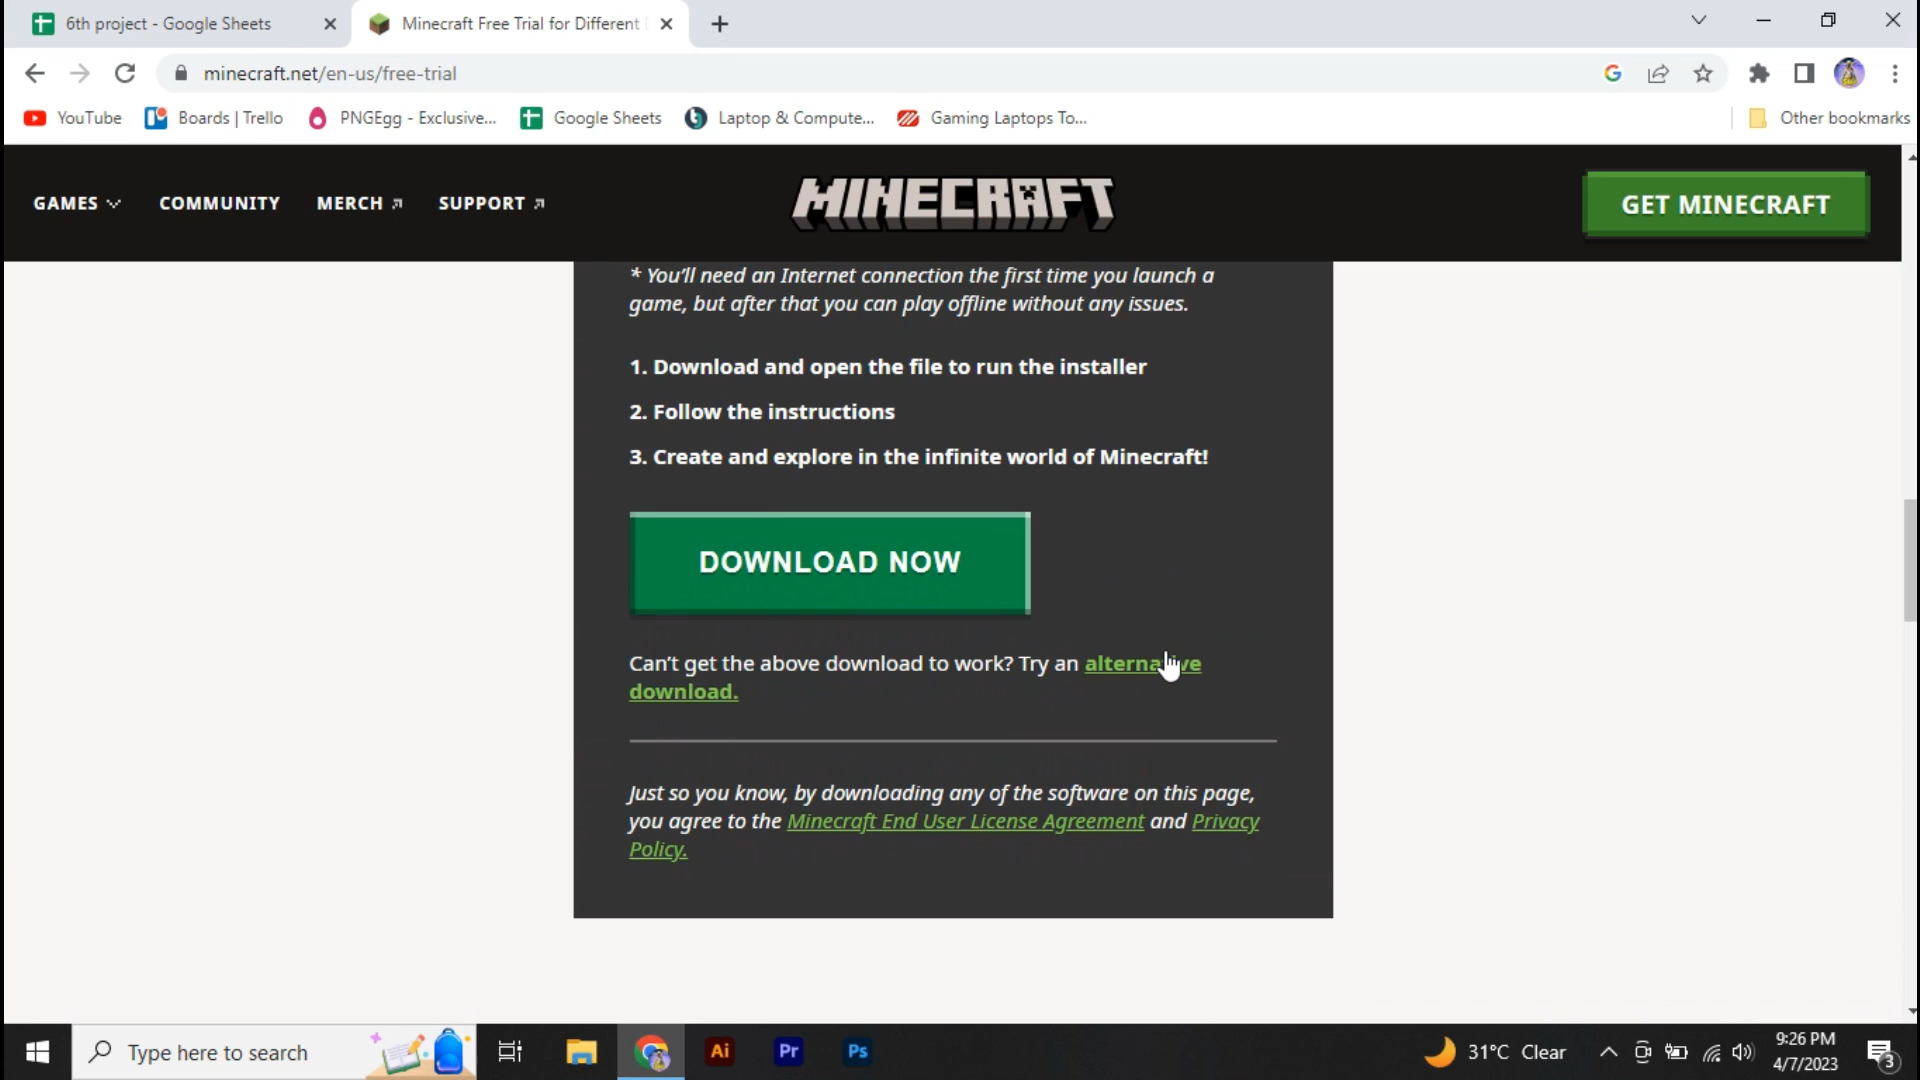 6th project - Google Sheets
Minecraft Free Trial for Different
minecraft.net/en-us/free-trial
YouTube
Boards | Trello
PNGEgg - Exclusive...
Google Sheets
Laptop & Compute...
Gaming Laptops To...
Other bookmarks
GAMES
COMMUNITY
MERCH
SUPPORT
MINECRAFT
GET MINECRAFT
* You'll need an Internet connection the first time you launch a
game, but after that you can play offline without any issues.
1. Download and open the file to run the installer
2. Follow the instructions
3. Create and explore in the infinite world of Minecraft!
DOWNLOAD NOW
Can't get the above download to work? Try an alternative
download.
Just so you know, by downloading any of the software on this page,
you agree to the Minecraft End User License Agreement and Privacy
Policy.
Type here to search
Ai
Pr
Ps
31°C Clear
9:26 PM
4/7/2023
3